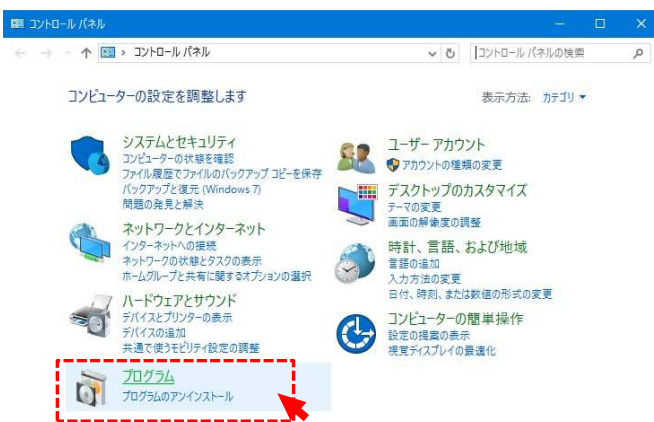 コントロール パネル
コントロール パネル
コントロール パネルの検索
コンピューターの設定を調整します
表示方法: カテゴリ
システムとセキュリティ
コンピューターの状態を確認
ファイル履歴でファイルのバックアップ コピーを保存
バックアップと復元 (Windows 7)
問題の発見と解決
ネットワークとインターネット
インターネットへの接続
ネットワークの状態とタスクの表示
ホームグループと共有に関するオプションの選択
ハードウェアとサウンド
デバイスとプリンターの表示
デバイスの追加
共通で使うモビリティ設定の調整
プログラム
プログラムのアンインストール
ユーザー アカウント
アカウントの種類の変更
デスクトップのカスタマイズ
テーマの変更
画面の解像度の調整
時計、言語、および地域
言語の追加
入力方法の変更
日付、時刻、または数値の形式の変更
コンピューターの簡単操作
設定の提案の表示
視覚ディスプレイの最適化